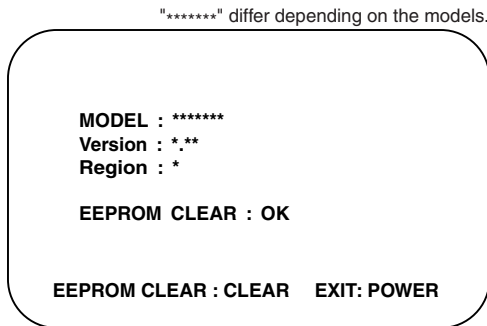 "*******" differ depending on the models.
MODEL : *******
Version : *.**
Region : *
EEPROM CLEAR : OK
EEPROM CLEAR : CLEAR EXIT: POWER